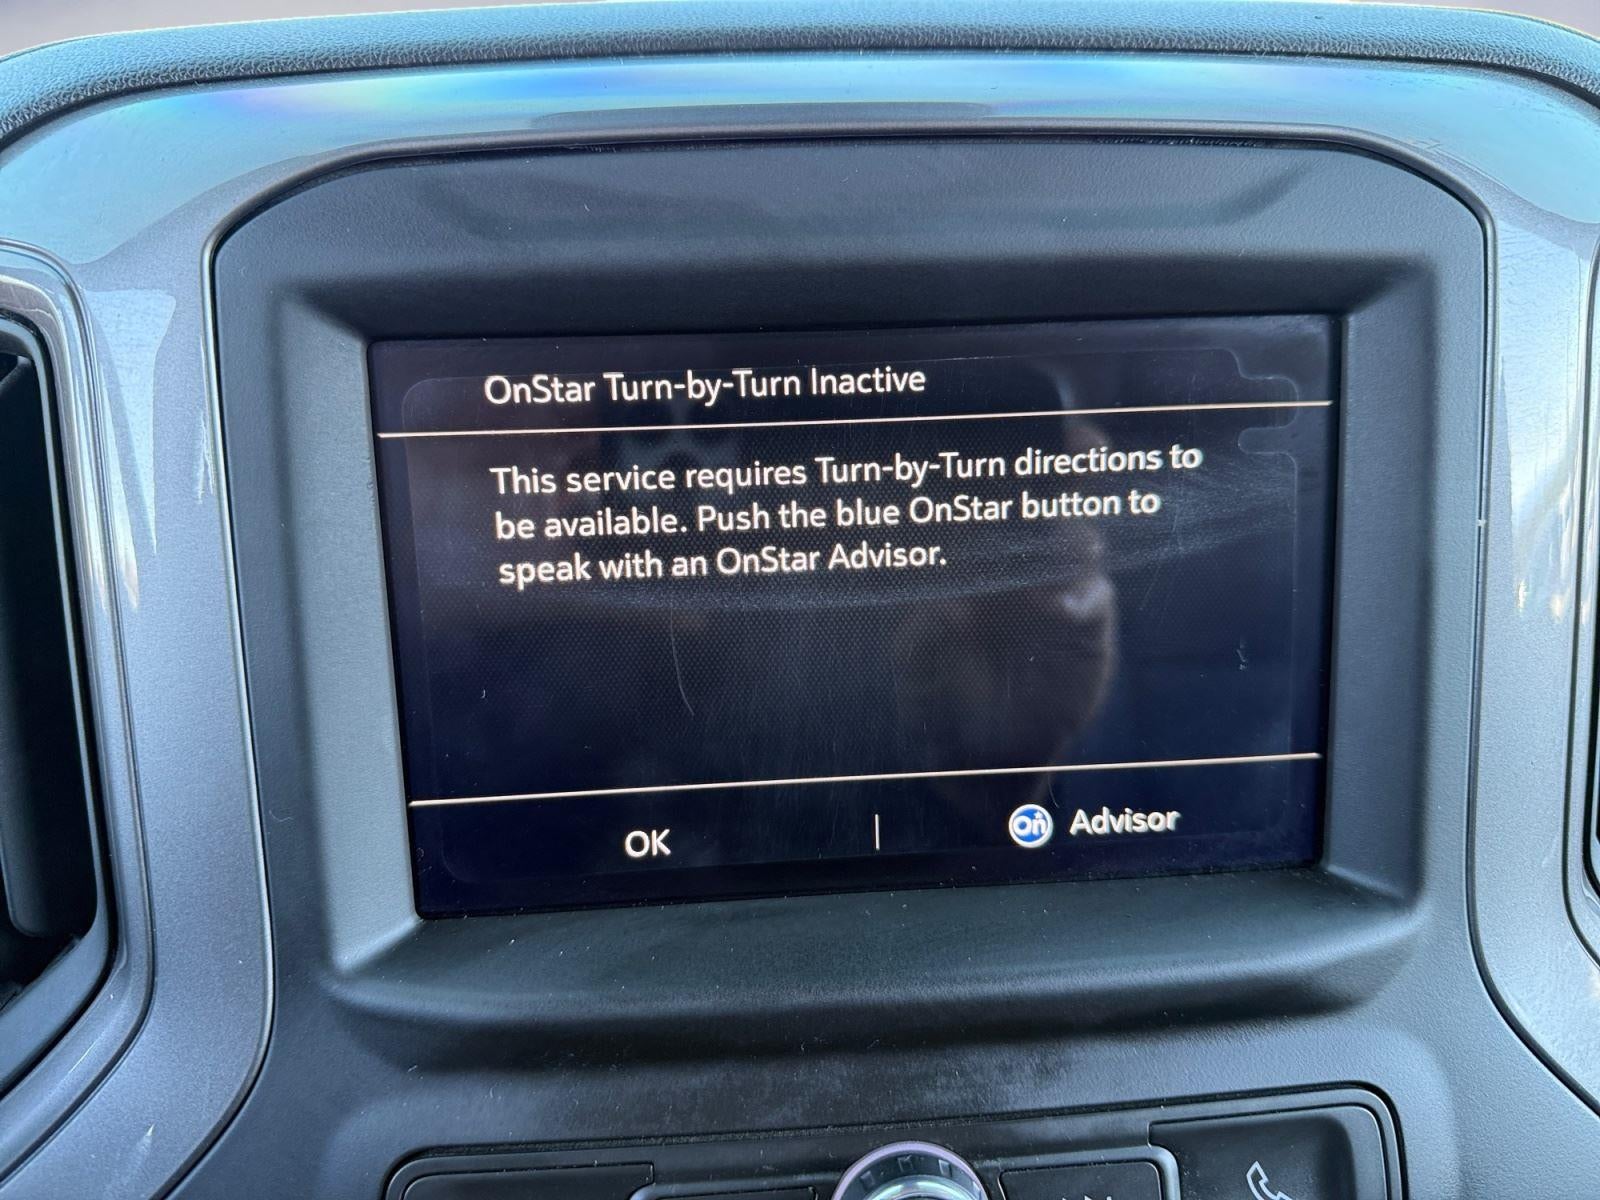 OnStar Turn-by-Turn Inactive
This service requires Turn-by-Turn directions to
be available. Push the blue OnStar button to
speak with an OnStar Advisor.
OK | On Advisor